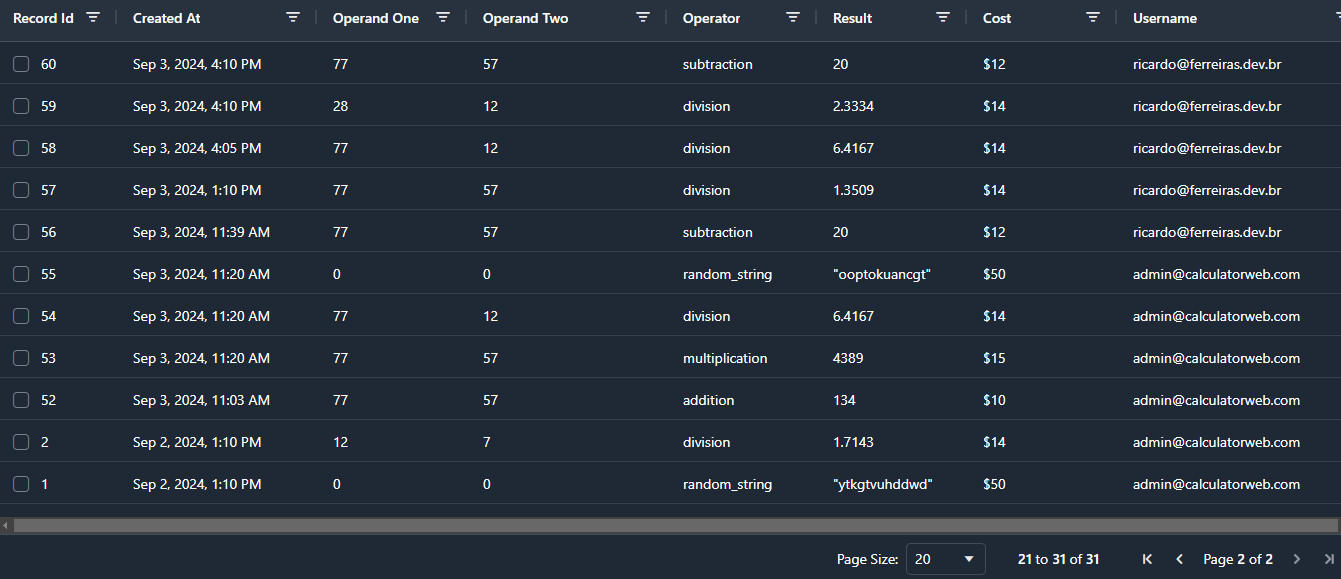 Record Id Created At Operand One Operand Two Operator Result Cost Username
60 Sep 3, 2024, 4:10 PM 77 57 subtraction 20 $12 ricardo@ferreiras.dev.br
59 Sep 3, 2024, 4:10 PM 28 12 division 2.3334 $14 ricardo@ferreiras.dev.br
58 Sep 3, 2024, 4:05 PM 77 12 division 6.4167 $14 ricardo@ferreiras.dev.br
57 Sep 3, 2024, 1:10 PM 77 57 division 1.3509 $14 ricardo@ferreiras.dev.br
56 Sep 3, 2024, 11:39 AM 77 57 subtraction 20 $12 ricardo@ferreiras.dev.br
55 Sep 3, 2024, 11:20 AM 0 0 random_string "ooptokuancgt" $50 admin@calculatorweb.com
54 Sep 3, 2024, 11:20 AM 77 12 division 6.4167 $14 admin@calculatorweb.com
53 Sep 3, 2024, 11:20 AM 77 57 multiplication 4389 $15 admin@calculatorweb.com
52 Sep 3, 2024, 11:03 AM 77 57 addition 134 $10 admin@calculatorweb.com
2 Sep 2, 2024, 1:10 PM 12 7 division 1.7143 $14 admin@calculatorweb.com
1 Sep 2, 2024, 1:10 PM 0 0 random_string "ytkgtvuhddwd" $50 admin@calculatorweb.com
Page Size: 20 21 to 31 of 31 Page 2 of 2